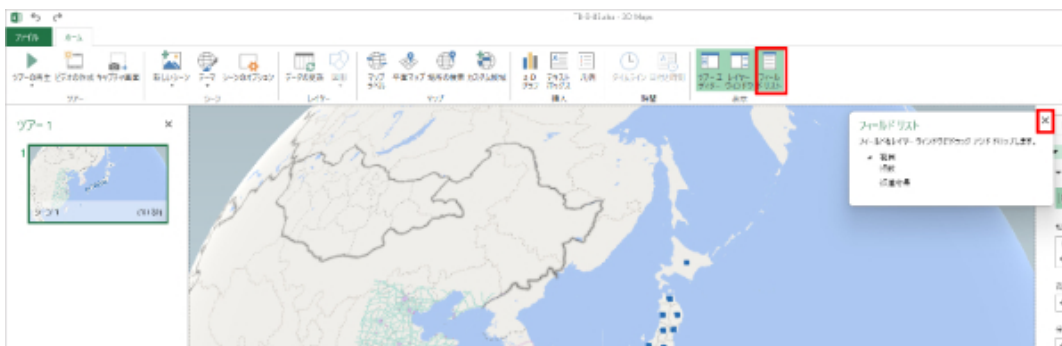 3D Maps
ファイル ホーム
ツアーの再生 ビデオの作成 キャプチャ画面 新しいシーン テーマ シーンのオプション データの更新 図形 マップ ラベル 平面マップ 場所の検索 カスタム領域 2D グラフ テキスト ボックス 凡例 タイムライン 日付と時刻 ツアー エディター レイヤー ウィンドウ フィールド リスト
ツアー シーン レイヤー マップ 挿入 時間 表示
ツアー 1
フィールド リスト
フィールドをレイヤー ウィンドウにドラッグ アンド ドロップします。
範囲
1
シーン 1